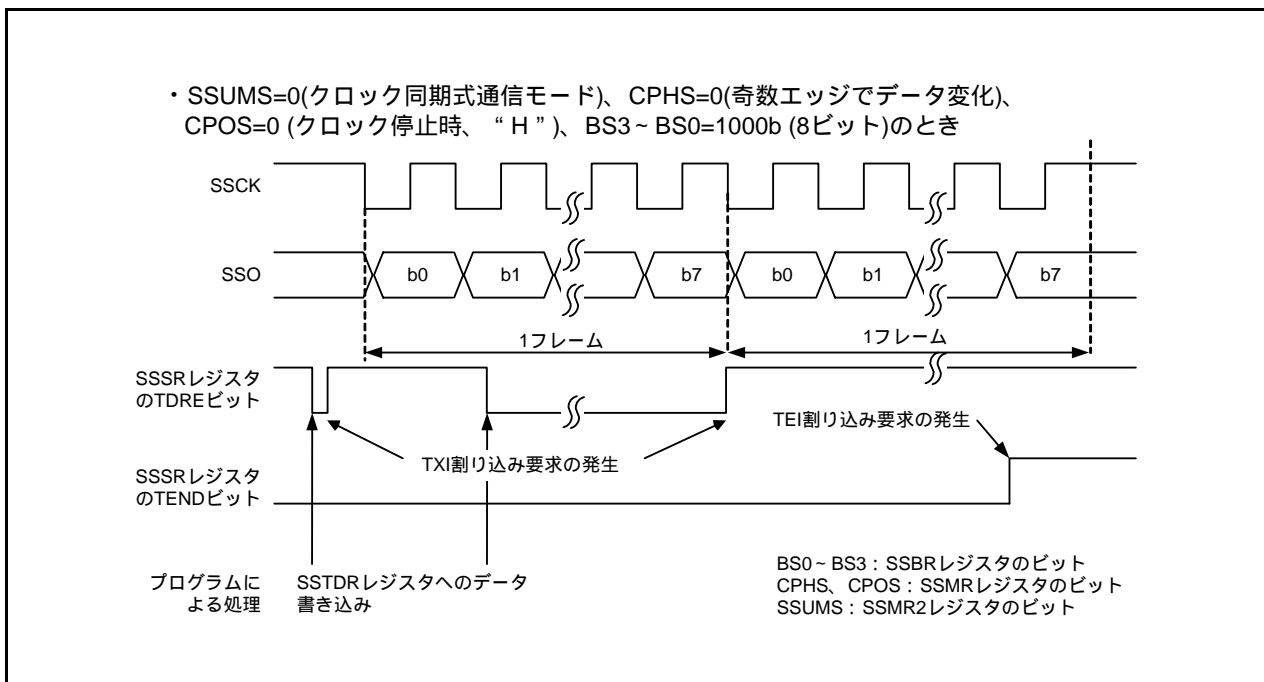 ・SSUMS=0(クロック同期式通信モード)、CPHS=0(奇数エッジでデータ変化)、
CPOS=0 (クロック停止時、“H”)、BS3～BS0=1000b (8ビット)のとき
SSCK
SSO
b0
b1
b7
b0
b1
b7
1フレーム
1フレーム
SSSRレジスタ
のTDREビット
TEI割り込み要求の発生
TXI割り込み要求の発生
SSSRレジスタ
のTENDビット
プログラムに
よる処理
SSTDRレジスタへのデータ
書き込み
BS0～BS3：SSBRレジスタのビット
CPHS、CPOS：SSMRレジスタのビット
SSUMS：SSMR2レジスタのビット